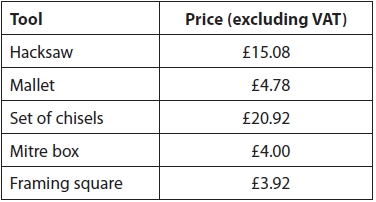 Tool Price (excluding VAT)
Hacksaw £15.08
Mallet £4.78
Set of chisels £20.92
Mitre box £4.00
Framing square £3.92